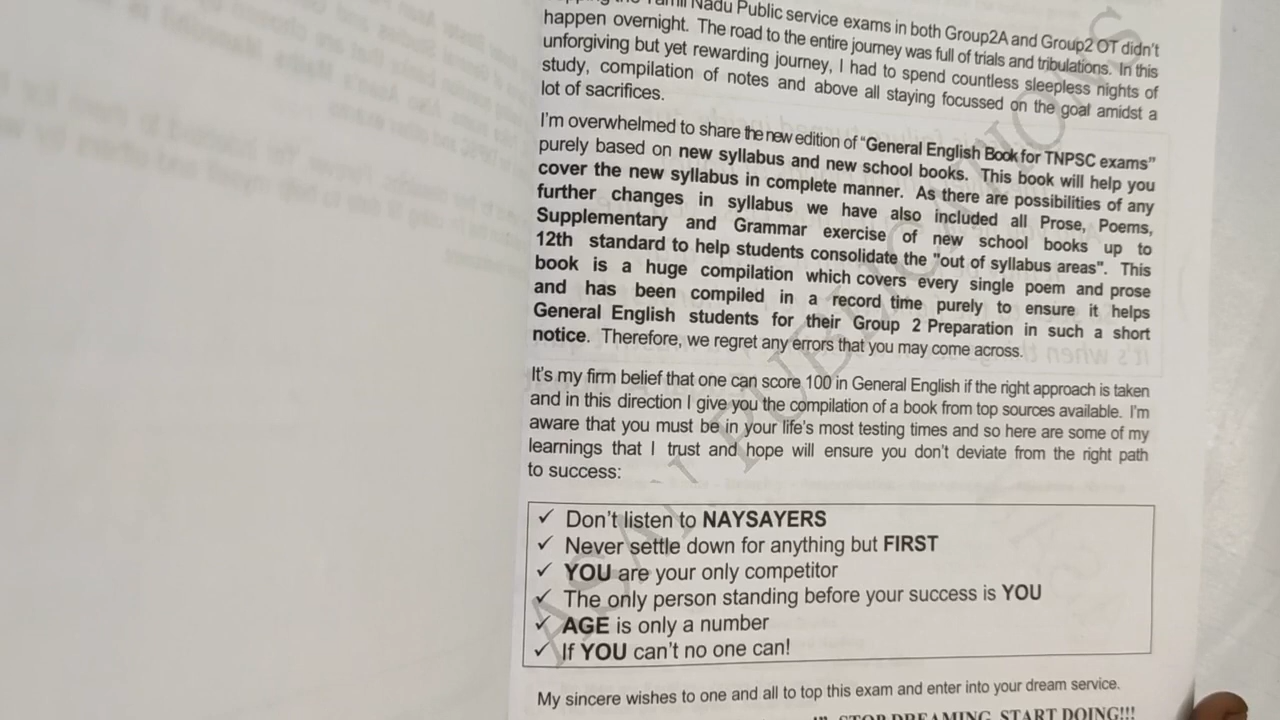 Nadu Public service exams in both Group2A and Group2 OT didn't
happen overnight. The road to the entire journey was full of trials and tribulations. In this
unforgiving but yet rewarding journey, I had to spend countless sleepless nights of
study, compilation of notes and above all staying focussed on the goal amidst a
lot of sacrifices.
I'm overwhelmed to share the new edition of "General English Book for TNPSC exams"
purely based on new syllabus and new school books. This book will help you
cover the new syllabus in complete manner. As there are possibilities of any
further changes in syllabus we have also included all Prose, Poems,
Supplementary and Grammar exercise of new school books up to
12th standard to help students consolidate the "out of syllabus areas". This
book is a huge compilation which covers every single poem and prose
and has been compiled in a record time purely to ensure it helps
General English students for their Group 2 Preparation in such a short
notice. Therefore, we regret any errors that you may come across.
It's my firm belief that one can score 100 in General English if the right approach is taken
and in this direction I give you the compilation of a book from top sources available. I'm
aware that you must be in your life's most testing times and so here are some of my
learnings that I trust and hope will ensure you don't deviate from the right path
to success:
✓ Don't listen to NAYSAYERS
✓ Never settle down for anything but FIRST
✓ YOU are your only competitor
✓ The only person standing before your success is YOU
✓ AGE is only a number
✓ If YOU can't no one can!
My sincere wishes to one and all to top this exam and enter into your dream service.
STOP DREAMING, START DOING!!!
ASAN PUBLICATIONS